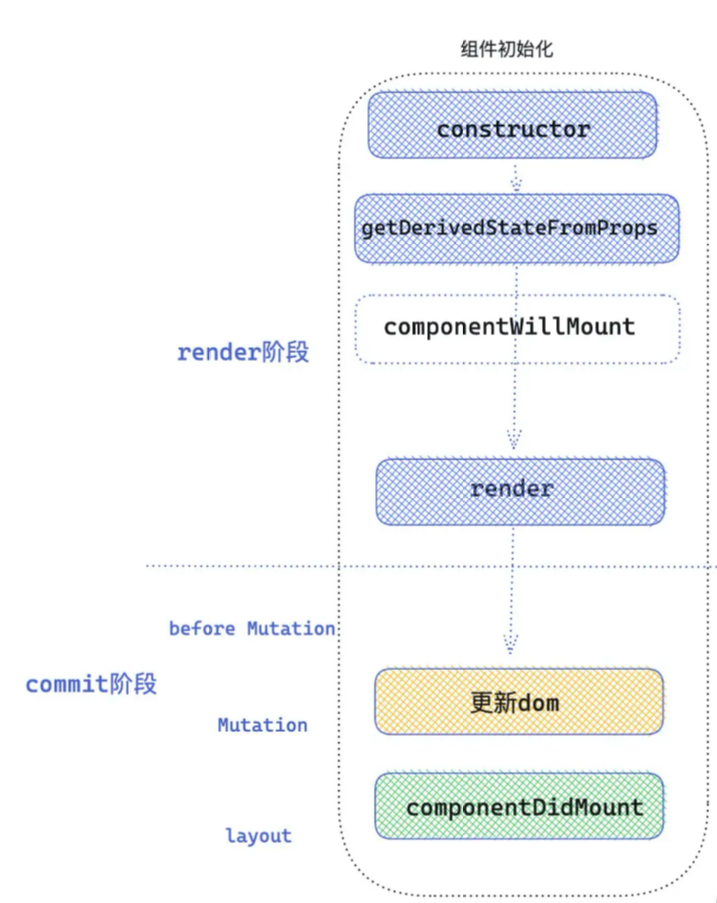 组件初始化
constructor
getDerivedStateFromProps
componentWillMount
render阶段
render
before Mutation
commit阶段
更新dom
Mutation
componentDidMount
layout